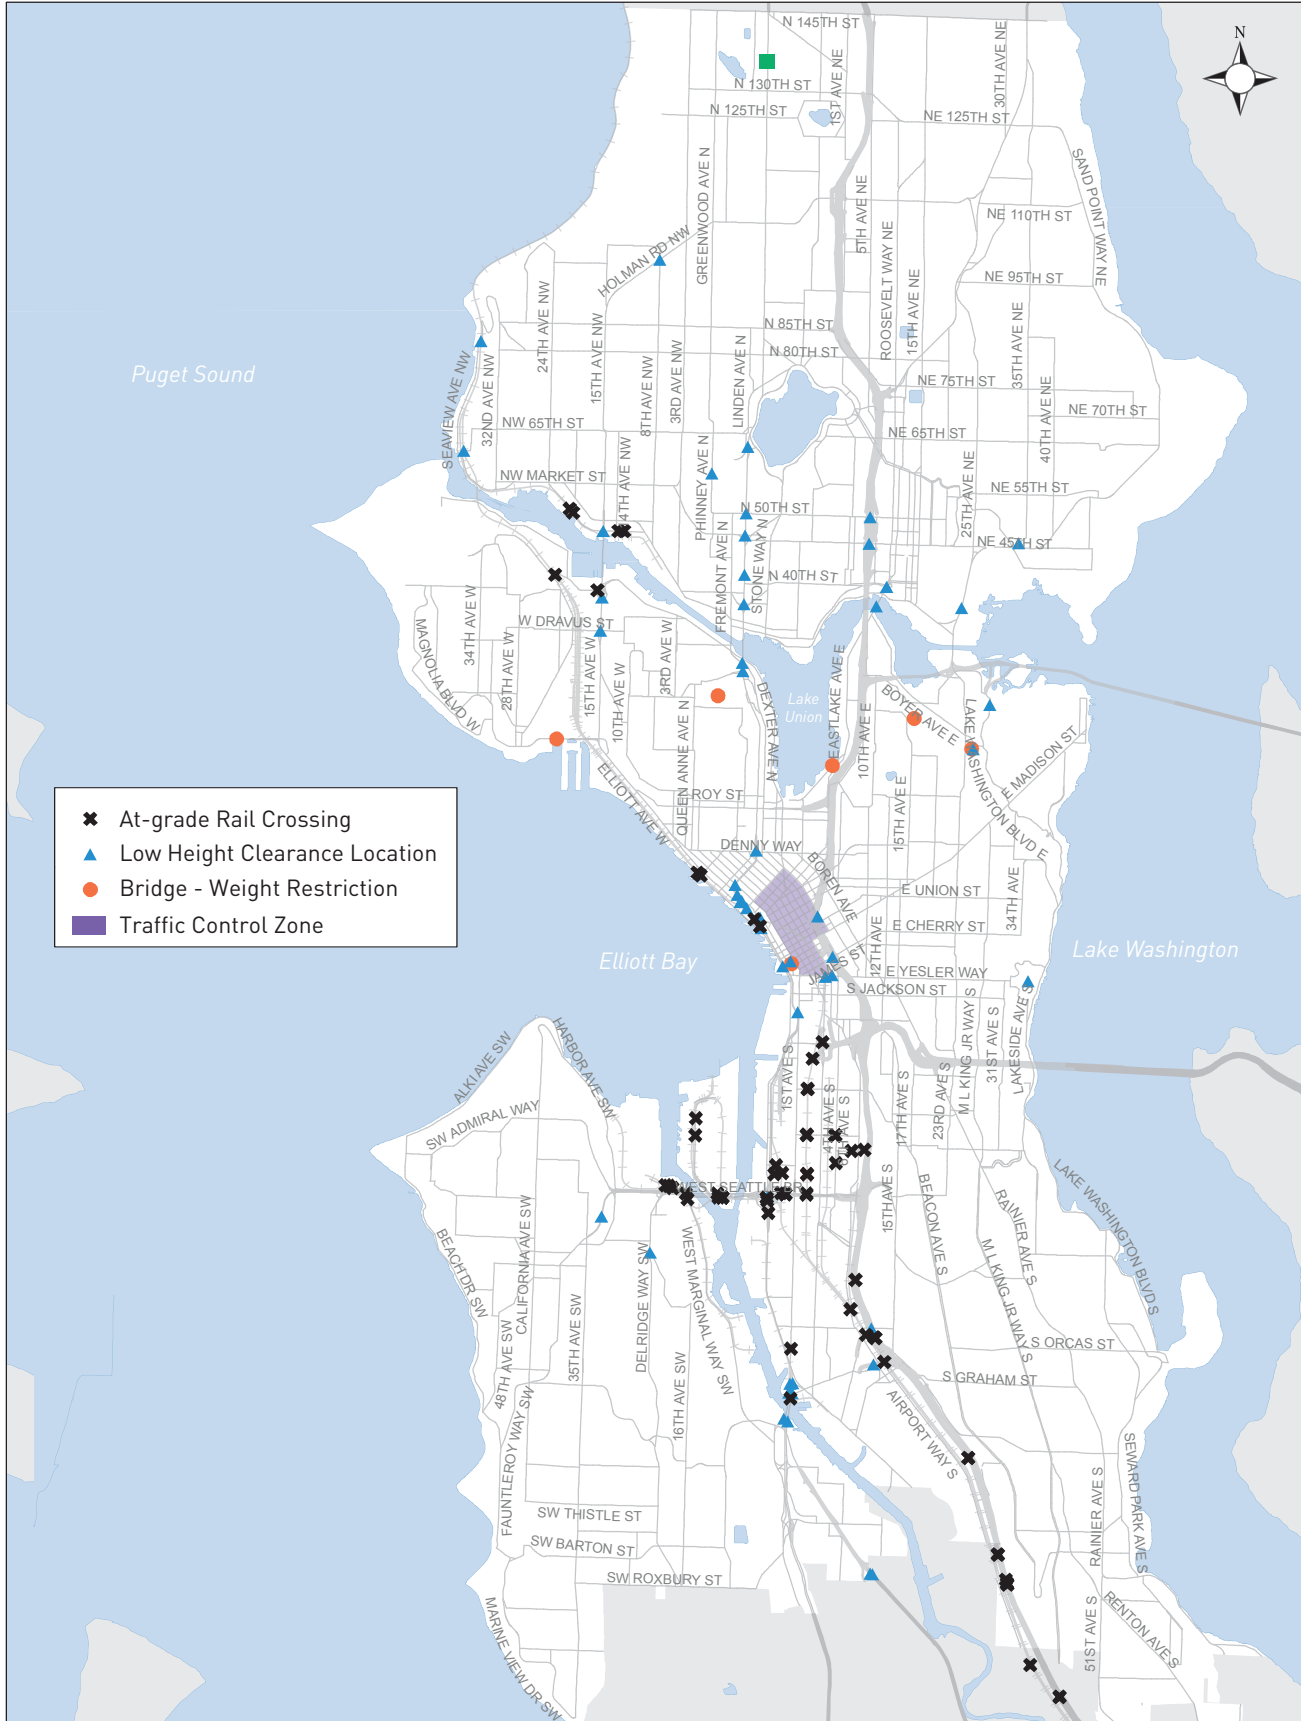 N 145TH ST
30TH AVE NE
N
1ST AVE NE
N 130TH ST
N 125TH ST
NE 125TH ST
SAND POINT WAY NE
GREENWOOD AVE N
5TH AVE NE
NE 110TH ST
HOLMAN RD NW
ROOSEVELT WAY NE
15TH AVE NE
NE 95TH ST
24TH AVE NW
15TH AVE NW
N 85TH ST
35TH AVE NE
N 80TH ST
Puget Sound
SEAVIEW AVE NW
32ND AVE NW
8TH AVE NW
3RD AVE NW
LINDEN AVE N
NE 75TH ST
40TH AVE NE
NE 70TH ST
NW 65TH ST
NE 65TH ST
14TH AVE NW
PHINNEY AVE N
25TH AVE NE
NW MARKET ST
NE 55TH ST
N 50TH ST
FREMONT AVE N
STONE WAY N
NE 45TH ST
N 40TH ST
34TH AVE W
W DRAVUS ST
MAGNOLIA BLVD W
28TH AVE W
15TH AVE W
10TH AVE W
3RD AVE W
QUEEN ANNE AVE N
DEXTER AVE N
Lake
Union
EASTLAKE AVE E
10TH AVE E
BOYER AVE E
LAKE WASHINGTON BLVD E
E MADISON ST
ELLIOTT AVE W
ROY ST
15TH AVE E
At-grade Rail Crossing
Low Height Clearance Location
Bridge - Weight Restriction
Traffic Control Zone
DENNY WAY
BOREN AVE
E UNION ST
34TH AVE
E CHERRY ST
12TH AVE
Elliott Bay
Lake Washington
JAMES ST
E YESLER WAY
S JACKSON ST
M L KING JR WAY S
31ST AVE S
LAKESIDE AVE S
ALKI AVE SW
HARBOR AVE SW
1ST AVE S
4TH AVE S
6TH AVE S
17TH AVE S
23RD AVE S
SW ADMIRAL WAY
WEST SEATTLE BR
15TH AVE S
BEACON AVE S
RAINIER AVE S
LAKE WASHINGTON BLVD S
BEACH DR SW
CALIFORNIA AVE SW
WEST MARGINAL WAY SW
DELRIDGE WAY SW
M L KING JR WAY S
48TH AVE SW
35TH AVE SW
16TH AVE SW
S ORCAS ST
S GRAHAM ST
FAUNTLEROY WAY SW
AIRPORT WAY S
SEWARD PARK AVE S
RAINIER AVE S
SW THISTLE ST
SW BARTON ST
SW ROXBURY ST
MARINE VIEW DR SW
51ST AVE S
RENTON AVE S